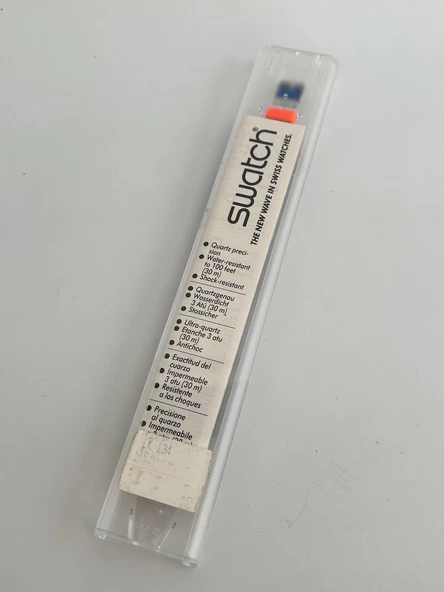 swatch®
THE NEW WAVE IN SWISS WATCHES.
● Quartz preci-
sion
● Water-resistant
to 100 feet
(30 m)
● Shock-resistant
● Quartzgenau
● Wasserdicht
3 Atü (30 m)
● Stossicher
● Ultra-quartz
● Etanche 3 atu
(30 m)
● Antichoc
● Exactitud del
cuarzo
● Impermeable
3 atu (30 m)
● Resistente
a los choques
● Precisione
al quarzo
● Impermeabile
134